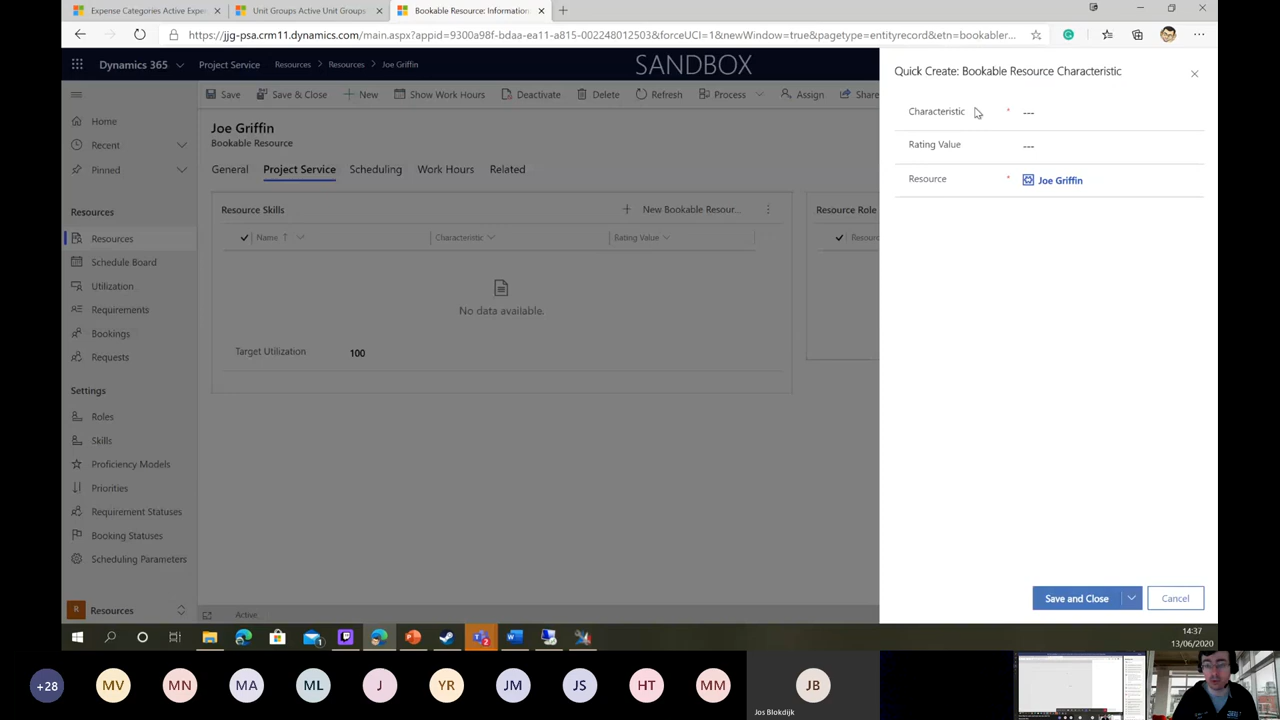 Expense Categories Active Expe
Unit Groups Active Unit Groups
Bookable Resource: Information
https://jjg-psa.crm11.dynamics.com/main.aspx?appid=930a98f-bdaa-ea11-a815-002248012503&forceUCI=1&newWindow=true&pagetype=entityrecord&etn=bookabler...
Dynamics 365
Project Service
Resources > Resources > Joe Griffin
SANDBOX
Save
Save & Close
New
Show Work Hours
Deactivate
Delete
Refresh
Process
Assign
Share
Home
Recent
Pinned
Resources
Resources
Schedule Board
Utilization
Requirements
Bookings
Requests
Settings
Roles
Skills
Proficiency Models
Priorities
Requirement Statuses
Booking Statuses
Scheduling Parameters
R
Resources
Joe Griffin
Bookable Resource
General
Project Service
Scheduling
Work Hours
Related
Resource Skills
New Bookable Resour...
Name
Characteristic
Rating Value
No data available.
Target Utilization 100
Resource Role
Resourc
Active
Quick Create: Bookable Resource Characteristic
Characteristic * ---
Rating Value ---
Resource * Joe Griffin
Save and Close
Cancel
14:37
13/06/2020
+28
MV
MN
MA
ML
J
R
JM
JS
HT
MM
JB
Jos Blokdijk